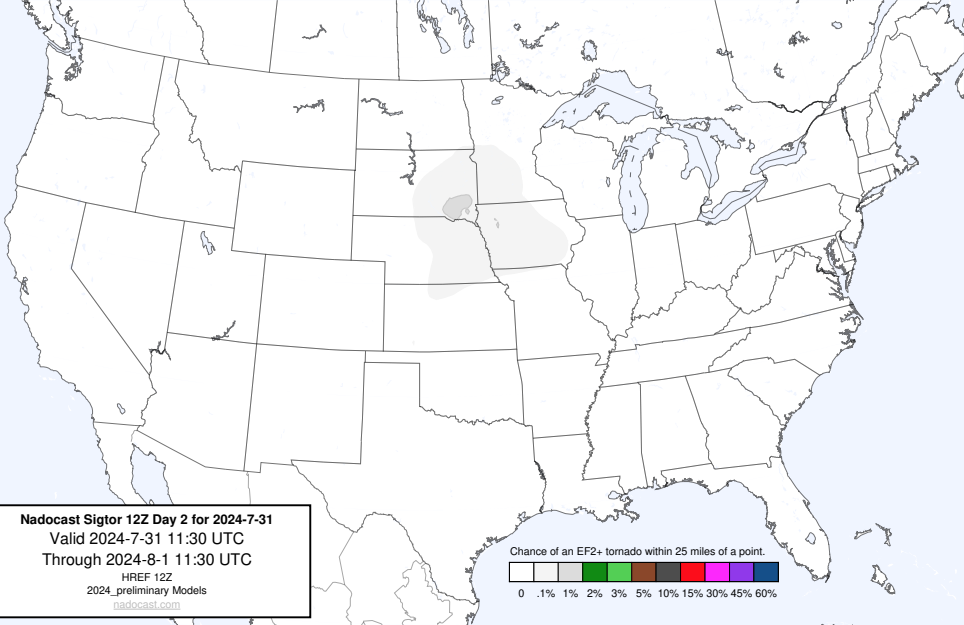 Nadocast Sigtor 12Z Day 2 for 2024-7-31
Valid 2024-7-31 11:30 UTC
Through 2024-8-1 11:30 UTC
HREF 12Z
2024_preliminary Models
nadocast.com
Chance of an EF2+ tornado within 25 miles of a point.
0 .1% 1% 2% 3% 5% 10% 15% 30% 45% 60%